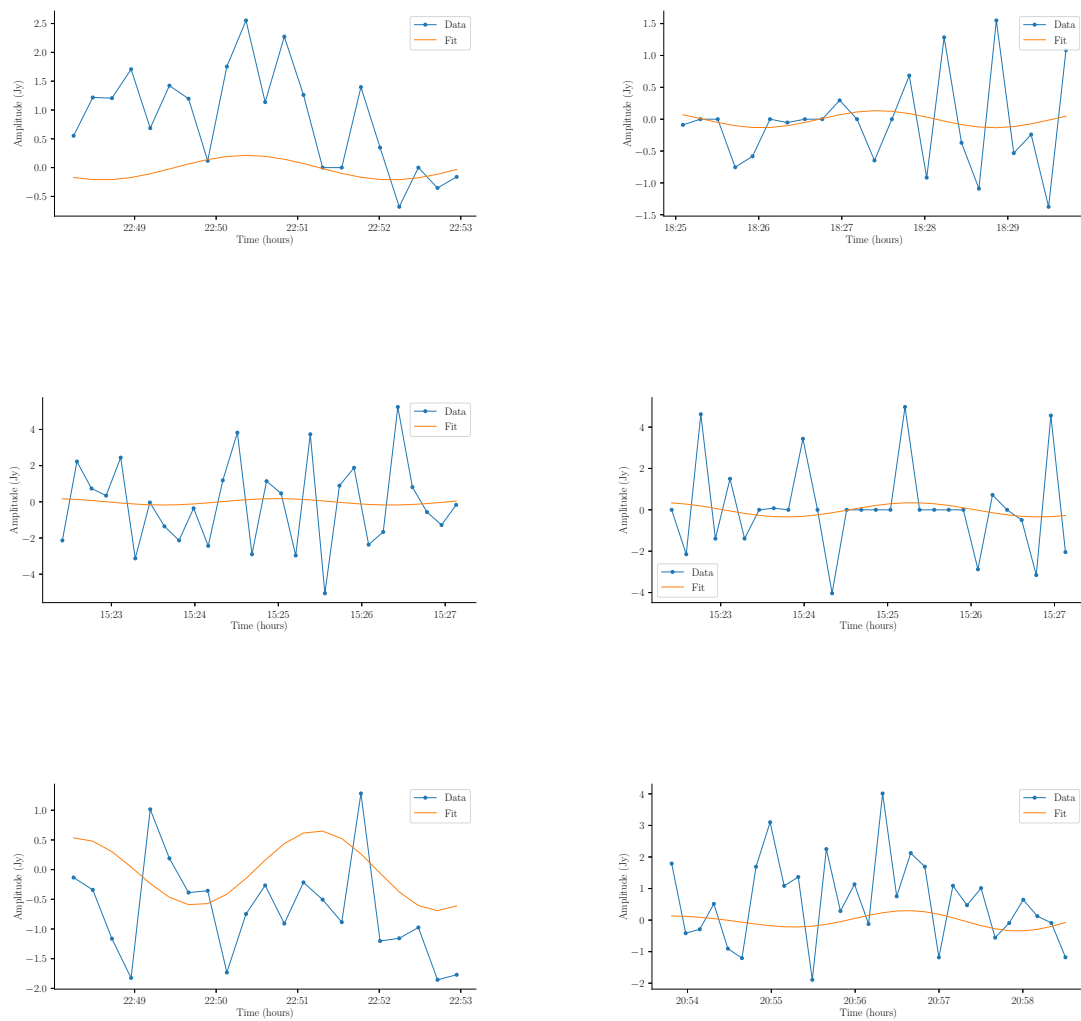 Data
Fit
2.5
2.0
1.5
1.0
0.5
0.0
−0.5
Amplitude (Jy)
22:49 22:50 22:51 22:52 22:53
Time (hours)
Data
Fit
1.5
1.0
0.5
0.0
−0.5
−1.0
−1.5
Amplitude (Jy)
18:25 18:26 18:27 18:28 18:29
Time (hours)
Data
Fit
4
2
0
−2
−4
Amplitude (Jy)
15:23 15:24 15:25 15:26 15:27
Time (hours)
4
2
0
−2
−4
Amplitude (Jy)
Data
Fit
15:23 15:24 15:25 15:26 15:27
Time (hours)
Data
Fit
1.0
0.5
0.0
−0.5
−1.0
−1.5
−2.0
Amplitude (Jy)
22:49 22:50 22:51 22:52 22:53
Time (hours)
Data
Fit
4
3
2
1
0
−1
−2
Amplitude (Jy)
20:54 20:55 20:56 20:57 20:58
Time (hours)